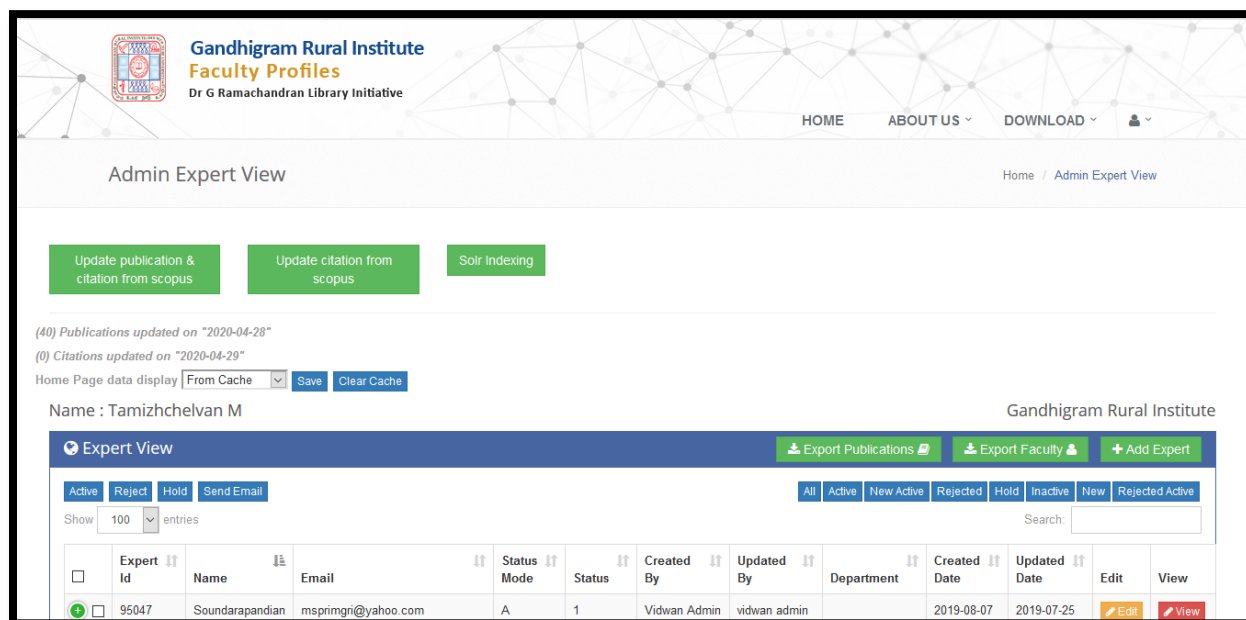 Gandhigram Rural Institute
Faculty Profiles
Dr G Ramachandran Library Initiative
HOME ABOUT US DOWNLOAD
Admin Expert View
Home / Admin Expert View
Update publication &
citation from scopus
Update citation from
scopus
Solr Indexing
(40) Publications updated on "2020-04-28"
(0) Citations updated on "2020-04-29"
Home Page data display From Cache Save Clear Cache
Name : Tamizhchelvan M Gandhigram Rural Institute
Expert View Export Publications Export Faculty Add Expert
Active Reject Hold Send Email All Active New Active Rejected Hold Inactive New Rejected Active
Show 100 entries Search:
Expert Id Name Email Status Mode Status Created By Updated By Department Created Date Updated Date Edit View
95047 Soundarapandian msprimgri@yahoo.com A 1 Vidwan Admin vidwan admin 2019-08-07 2019-07-25 Edit View